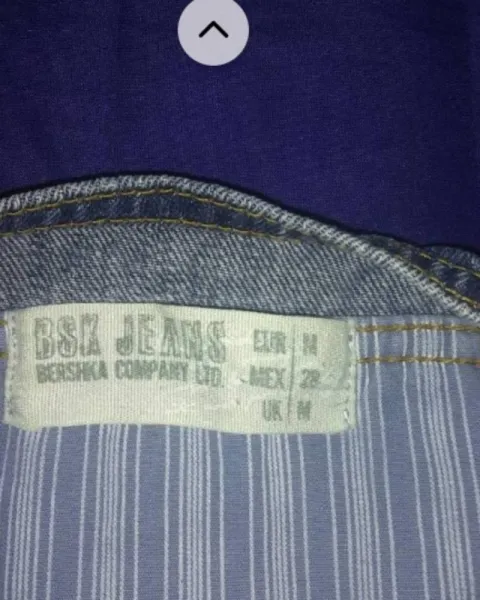 BSK JEANS
BERSHKA COMPANY LTD.
EUR M
MEX 28
UK M